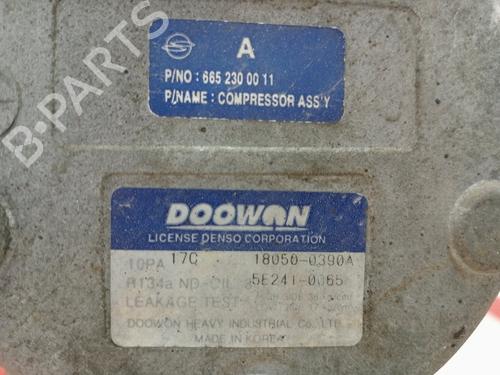 B-PARTS
A
P/NO : 665 230 00 11
P/NAME : COMPRESSOR ASS'Y
DOOWON
LICENSE DENSO CORPORATION
10PA 17C 18050-0390A
R134a ND-OIL 8 5E241-0065
LEAKAGE TEST
DOOWON HEAVY INDUSTRIAL Co., LTD.
MADE IN KOREA